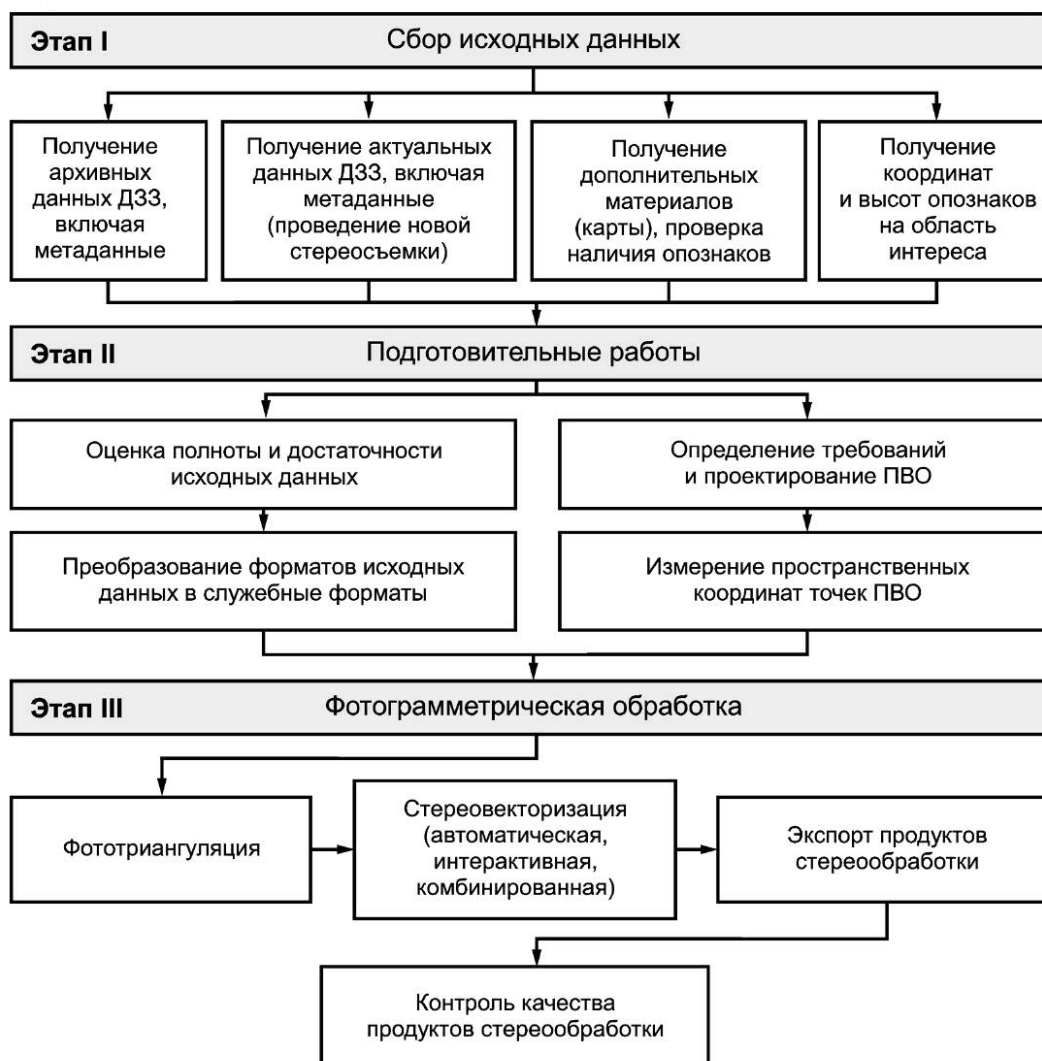 Этап I Сбор исходных данных
Получение
архивных
данных ДЗЗ,
включая
метаданные
Получение актуальных
данных ДЗЗ, включая
метаданные
(проведение новой
стереосъемки)
Получение
дополнительных
материалов
(карты), проверка
наличия опознаков
Получение
координат
и высот опознаков
на область
интереса
Этап II Подготовительные работы
Оценка полноты и достаточности
исходных данных
Определение требований
и проектирование ПВО
Преобразование форматов исходных
данных в служебные форматы
Измерение пространственных
координат точек ПВО
Этап III Фотограмметрическая обработка
Фототриангуляция
Стереовекторизация
(автоматическая,
интерактивная,
комбинированная)
Экспорт продуктов
стереообработки
Контроль качества
продуктов стереообработки